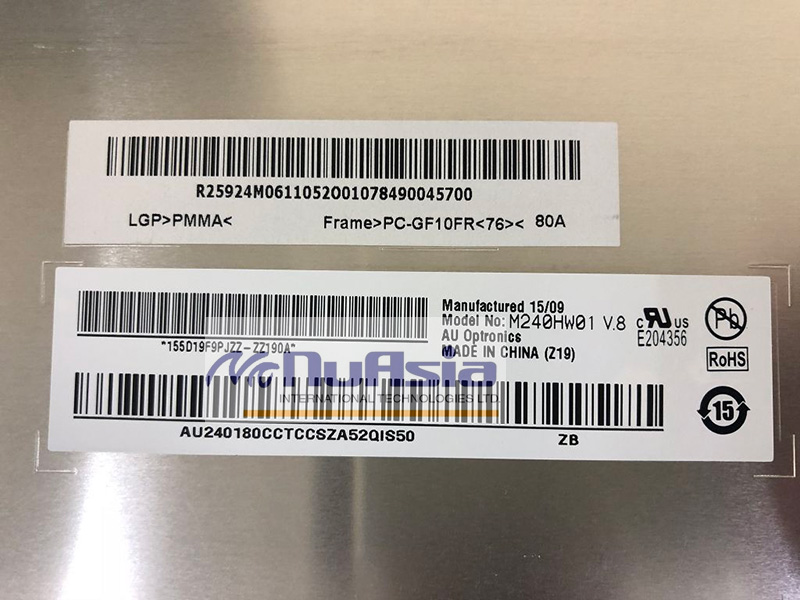 R25924M0611052001078490045700
LGP>PMMA<
Frame>PC-GF10FR<76><
80A
Manufactured 15/09
Model No: M240HW01 V.8
AU Optronics
MADE IN CHINA (Z19)
c RU US
E204356
Pb
RoHS
15
"155D19F9PJZZ-ZZ190A"
NuAsia
INTERNATIONAL TECHNOLOGIES LTD.
AU240180CCTCCSZA52QIS50
ZB